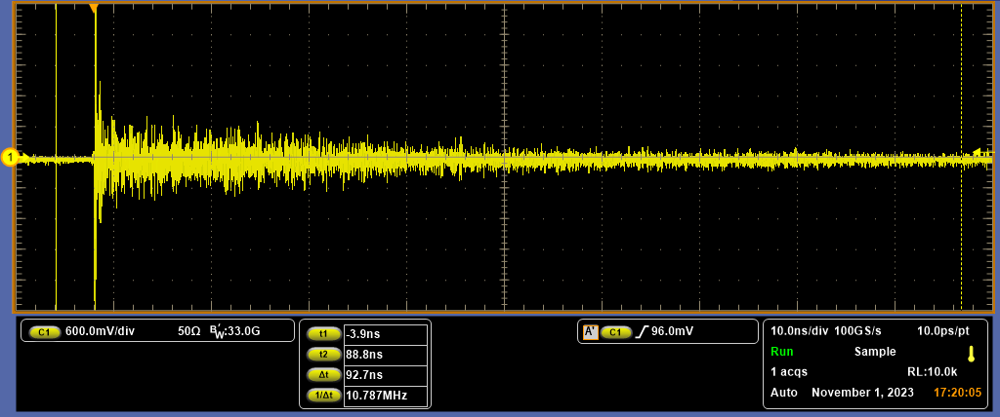 1
C1 600.0mV/div 50Ω BW:33.0G
t1 -3.9ns
t2 88.8ns
Δt 92.7ns
1/Δt 10.787MHz
A' C1 96.0mV
10.0ns/div 100GS/s 10.0ps/pt
Run Sample
1 acqs RL:10.0k
Auto November 1, 2023 17:20:05